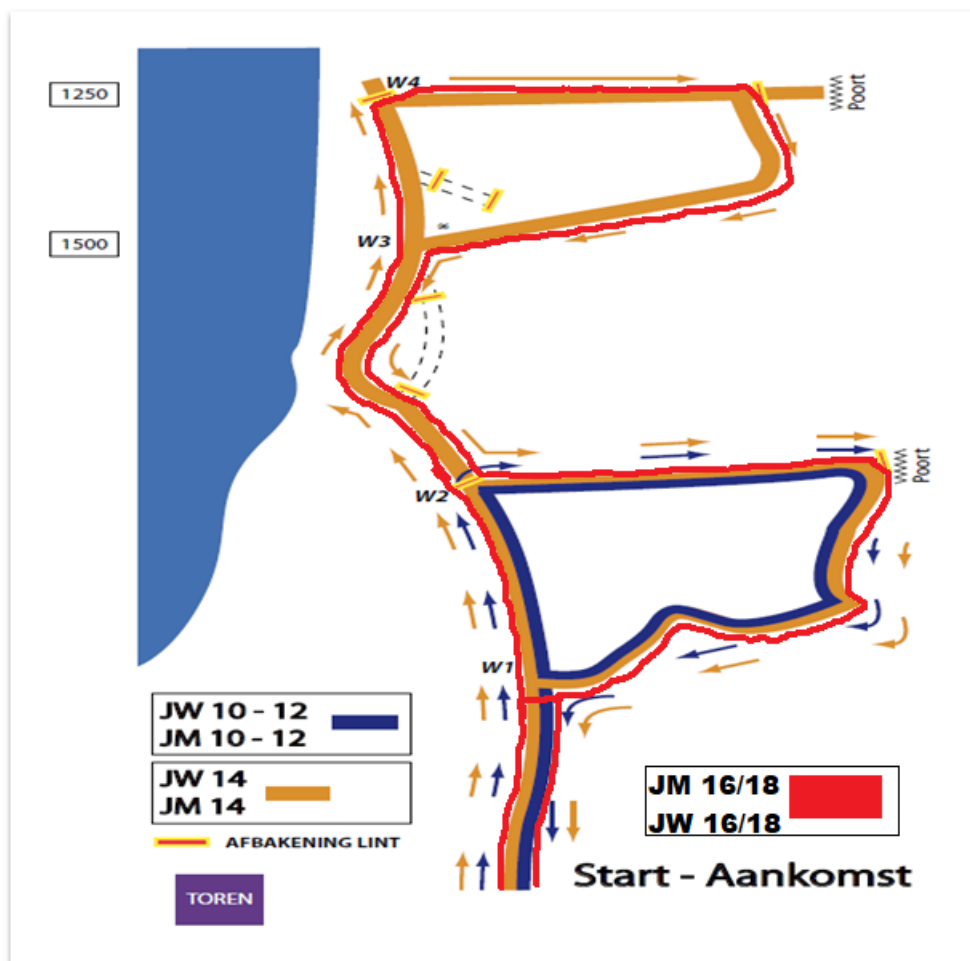 W4
1250
Poort
W3
1500
Poort
W2
W1
JW 10 - 12
JM 10 - 12
JW 14
JM 14
AFBAKENING LINT
JM 16/18
JW 16/18
Start - Aankomst
TOREN